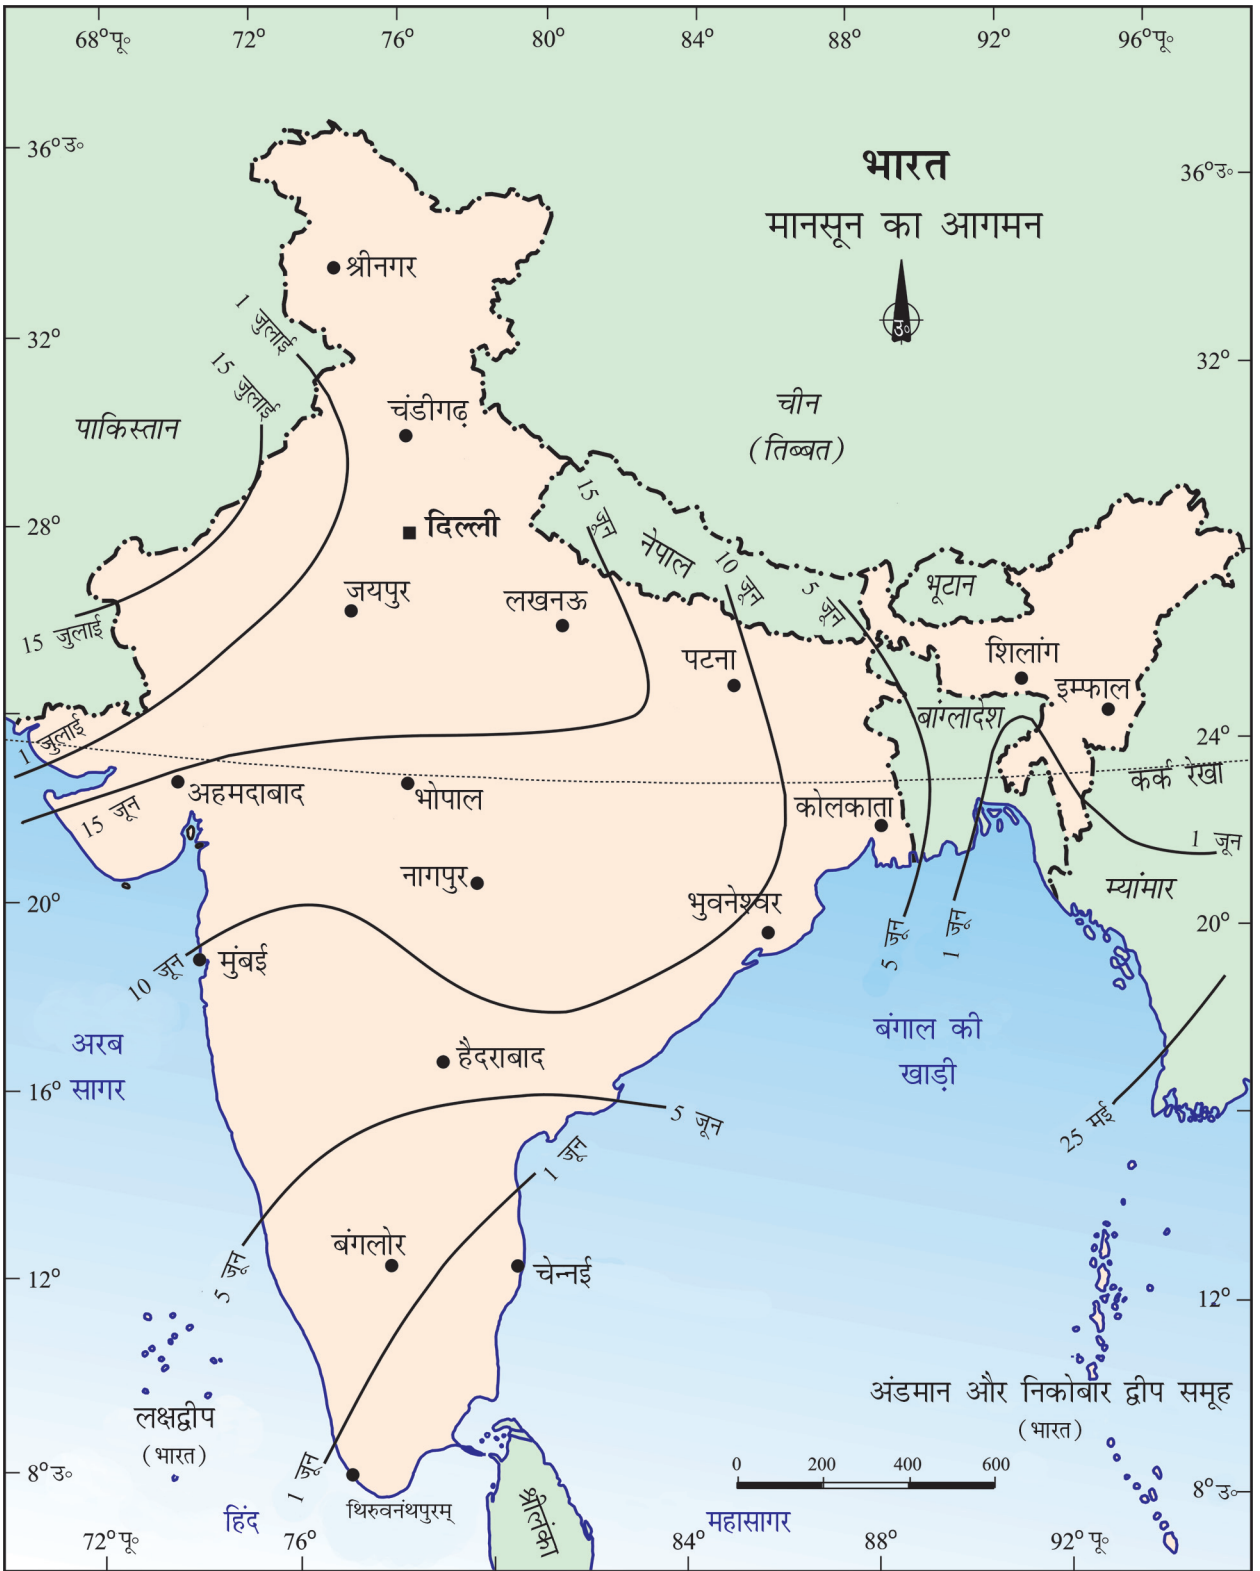 68°पू॰ 72° 76° 80° 84° 88° 92° 96°पू॰
36°उ॰
36°उ॰
भारत
मानसून का आगमन
उ॰
श्रीनगर
1 जुलाई
32°
32°
15 जुलाई
पाकिस्तान
चंडीगढ़
चीन
(तिब्बत)
28°
दिल्ली
15 जून
नेपाल
10 जून
5 जून
भूटान
जयपुर
लखनऊ
15 जुलाई
पटना
शिलांग
इम्फाल
बांग्लादेश
1 जुलाई
24°
कर्क रेखा
अहमदाबाद
भोपाल
15 जून
कोलकाता
1 जून
नागपुर
म्यांमार
20°
भुवनेश्वर
20°
5 जून
1 जून
10 जून
मुंबई
अरब
सागर
बंगाल की
खाड़ी
हैदराबाद
16°
5 जून
25 मई
1 जून
बंगलोर
चेन्नई
5 जून
12°
12°
लक्षद्वीप
(भारत)
अंडमान और निकोबार द्वीप समूह
(भारत)
8°उ॰
1 जून
0 200 400 600
8°उ॰
थिरुवनंथपुरम्
श्रीलंका
हिंद
महासागर
72°पू॰ 76° 84° 88° 92°पू॰